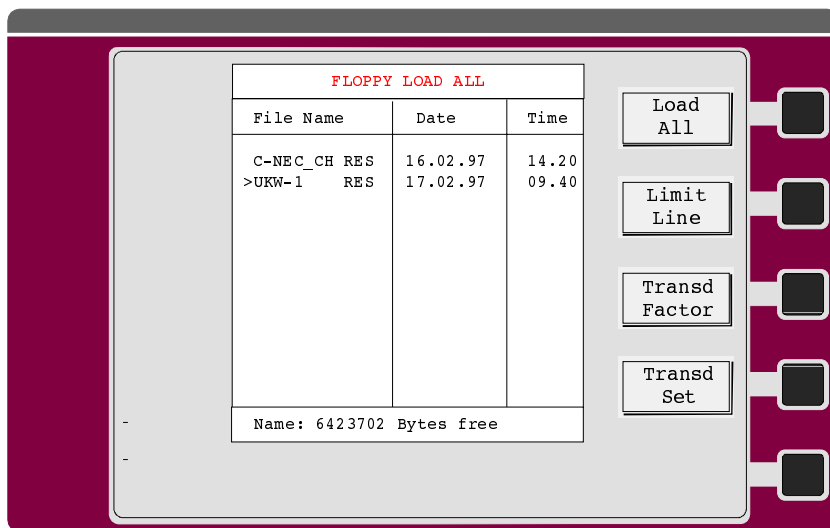 FLOPPY LOAD ALL
File Name Date Time
C-NEC_CH RES 16.02.97 14.20
>UKW-1 RES 17.02.97 09.40
Name: 6423702 Bytes free
Load
All
Limit
Line
Transd
Factor
Transd
Set
-
-